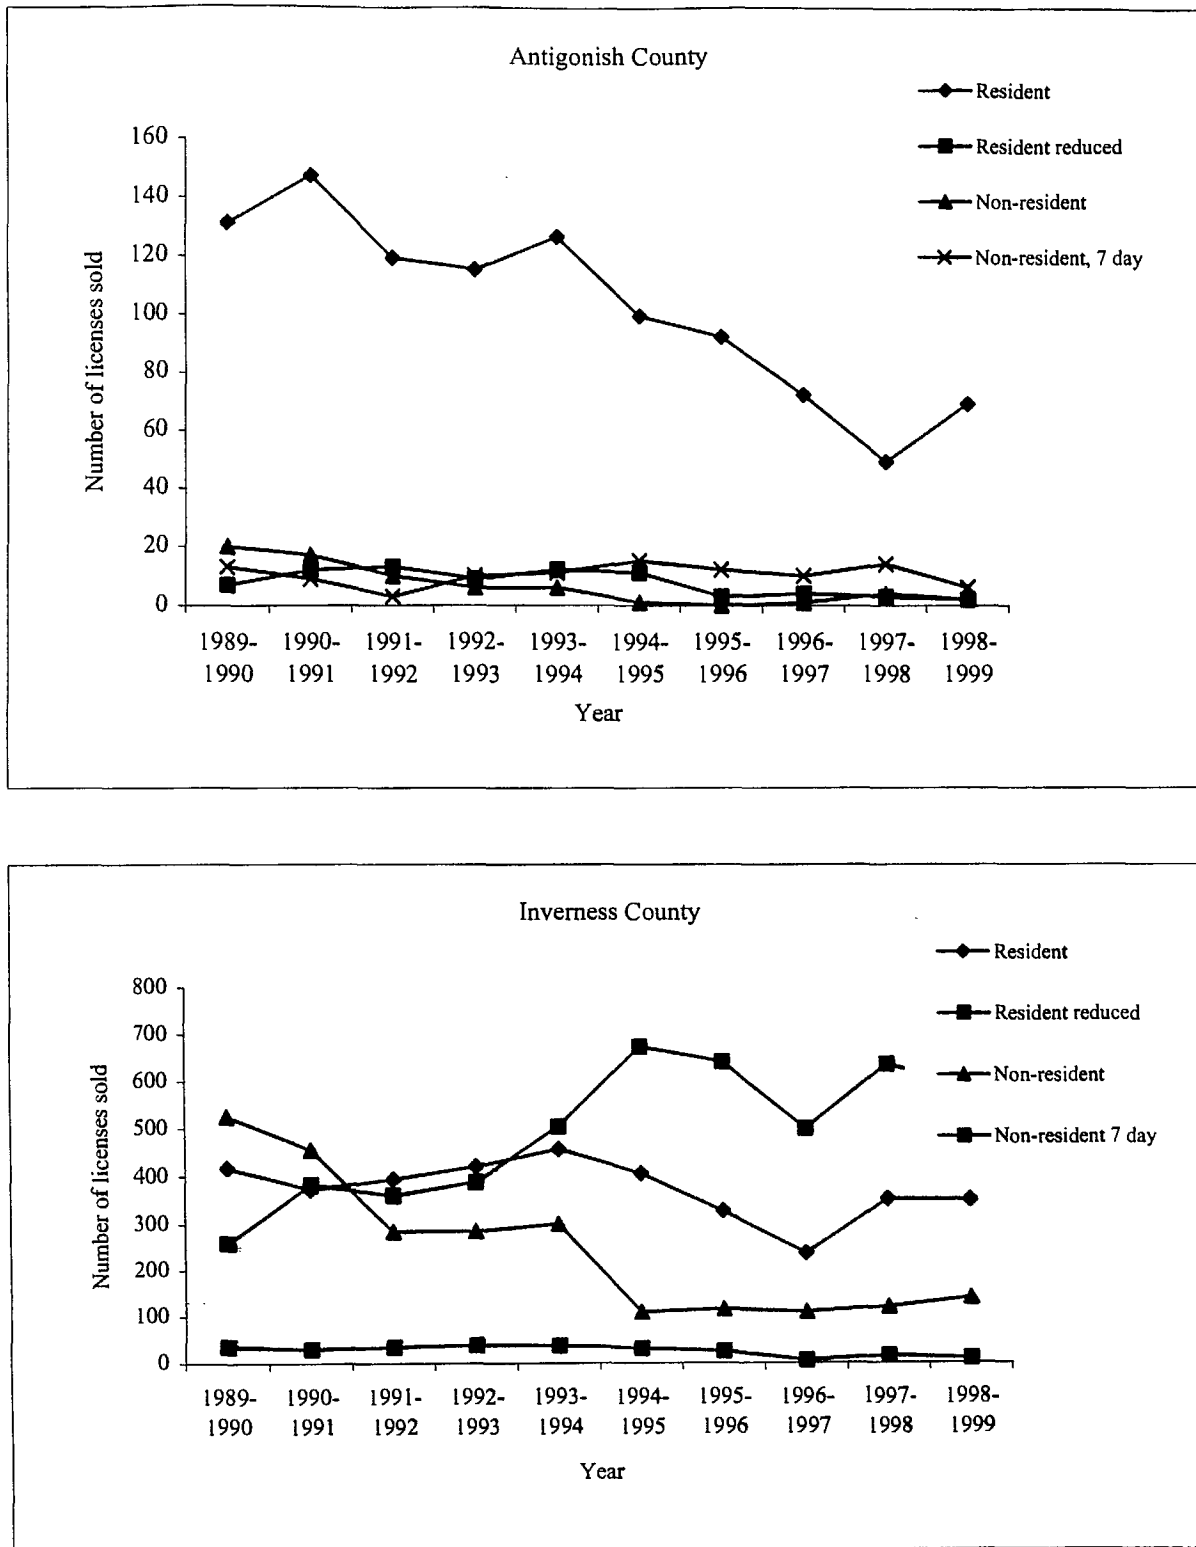 Antigonish County
Resident
Resident reduced
Non-resident
Non-resident, 7 day
Number of licenses sold
160
140
120
100
80
60
40
20
0
1989- 1990- 1991- 1992- 1993- 1994- 1995- 1996- 1997- 1998-
1990 1991 1992 1993 1994 1995 1996 1997 1998 1999
Year
Inverness County
Resident
Resident reduced
Non-resident
Non-resident 7 day
Number of licenses sold
800
700
600
500
400
300
200
100
0
1989- 1990- 1991- 1992- 1993- 1994- 1995- 1996- 1997- 1998-
1990 1991 1992 1993 1994 1995 1996 1997 1998 1999
Year